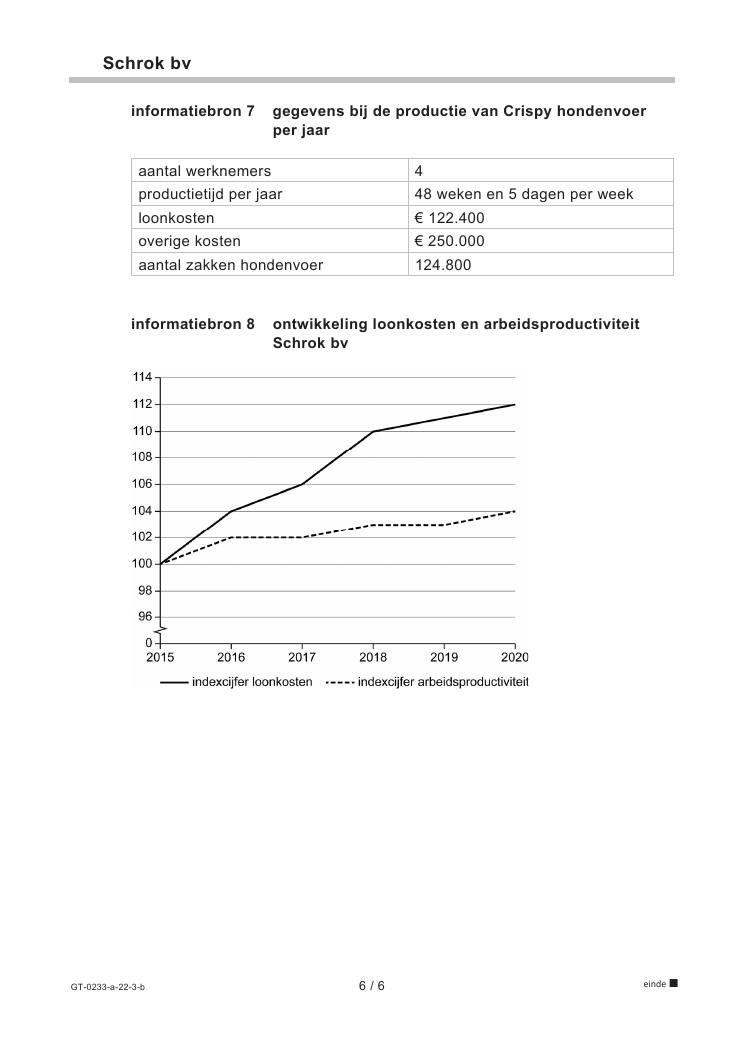 Schrok bv
informatiebron 7 gegevens bij de productie van Crispy hondenvoer
per jaar
aantal werknemers 4
productietijd per jaar 48 weken en 5 dagen per week
loonkosten € 122.400
overige kosten € 250.000
aantal zakken hondenvoer 124.800
informatiebron 8 ontwikkeling loonkosten en arbeidsproductiviteit
Schrok bv
114
112
110
108
106
104
102
100
98
96
0
2015 2016 2017 2018 2019 2020
indexcijfer loonkosten indexcijfer arbeidsproductiviteit
GT-0233-a-22-3-b 6 / 6 einde